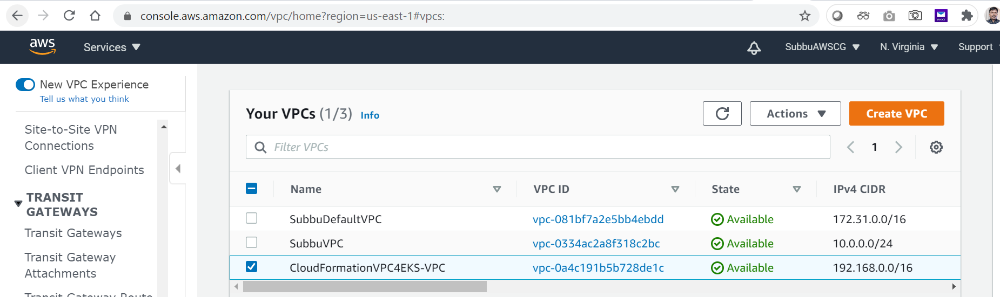 console.aws.amazon.com/vpc/home?region=us-east-1#vpcs:
YAHOO!
aws
Services
SubbuAWSCG
N. Virginia
Support
New VPC Experience
Tell us what you think
Site-to-Site VPN
Connections
Client VPN Endpoints
TRANSIT
GATEWAYS
Transit Gateways
Transit Gateway
Attachments
Transit Gateway Route
Your VPCs (1/3) Info
Actions
Create VPC
Filter VPCs
1
Name VPC ID State IPv4 CIDR
SubbuDefaultVPC vpc-081bf7a2e5bb4ebdd Available 172.31.0.0/16
SubbuVPC vpc-0334ac2a8f318c2bc Available 10.0.0.0/24
CloudFormationVPC4EKS-VPC vpc-0a4c191b5b728de1c Available 192.168.0.0/16